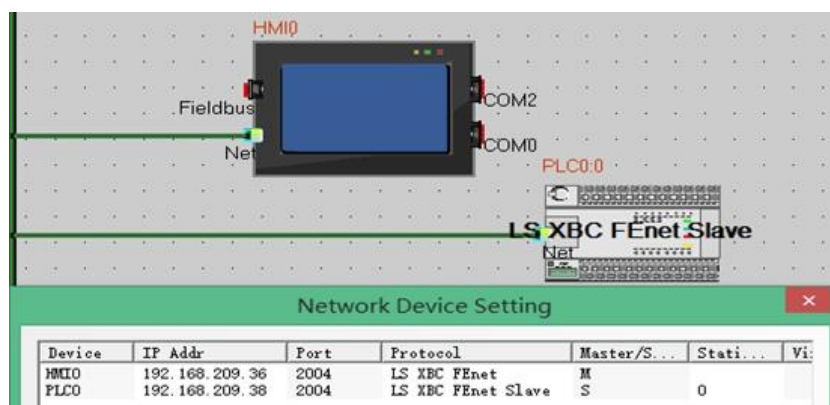 HMI0
Fieldbus
COM2
Net
COM0
PLC0:0
LS XBC FEnet Slave
Net
Network Device Setting
Device IP Addr Port Protocol Master/S... Stati... Vi:
HMI0 192.168.209.36 2004 LS XBC FEnet M
PLC0 192.168.209.38 2004 LS XBC FEnet Slave S 0